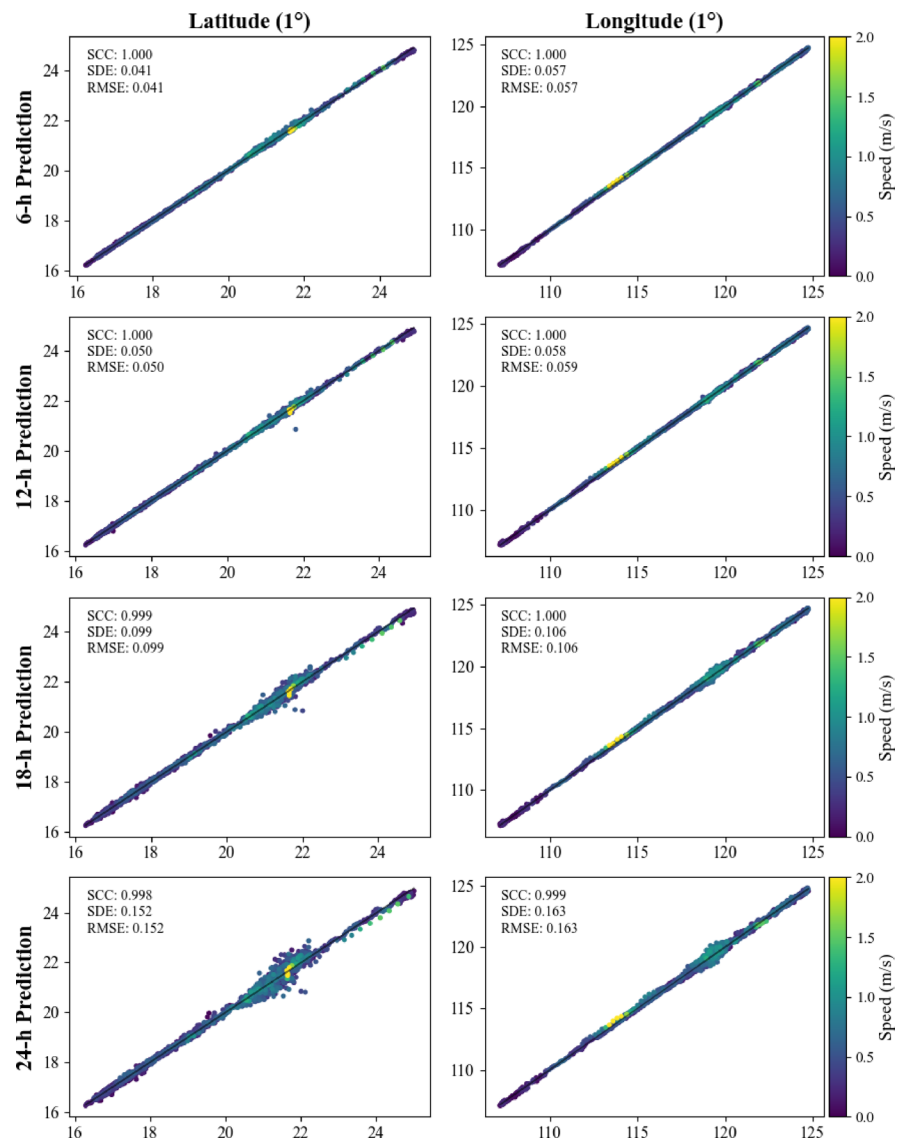 Latitude (1°)
Longitude (1°)
6-h Prediction
SCC: 1.000
SDE: 0.041
RMSE: 0.041
24
22
20
18
16
16
18
20
22
24
SCC: 1.000
SDE: 0.057
RMSE: 0.057
125
120
115
110
110
115
120
125
2.0
1.5
1.0
0.5
0.0
Speed (m/s)
12-h Prediction
SCC: 1.000
SDE: 0.050
RMSE: 0.050
24
22
20
18
16
16
18
20
22
24
SCC: 1.000
SDE: 0.058
RMSE: 0.059
125
120
115
110
110
115
120
125
2.0
1.5
1.0
0.5
0.0
Speed (m/s)
18-h Prediction
SCC: 0.999
SDE: 0.099
RMSE: 0.099
24
22
20
18
16
16
18
20
22
24
SCC: 1.000
SDE: 0.106
RMSE: 0.106
125
120
115
110
110
115
120
125
2.0
1.5
1.0
0.5
0.0
Speed (m/s)
24-h Prediction
SCC: 0.998
SDE: 0.152
RMSE: 0.152
24
22
20
18
16
16
18
20
22
24
SCC: 0.999
SDE: 0.163
RMSE: 0.163
125
120
115
110
110
115
120
125
2.0
1.5
1.0
0.5
0.0
Speed (m/s)